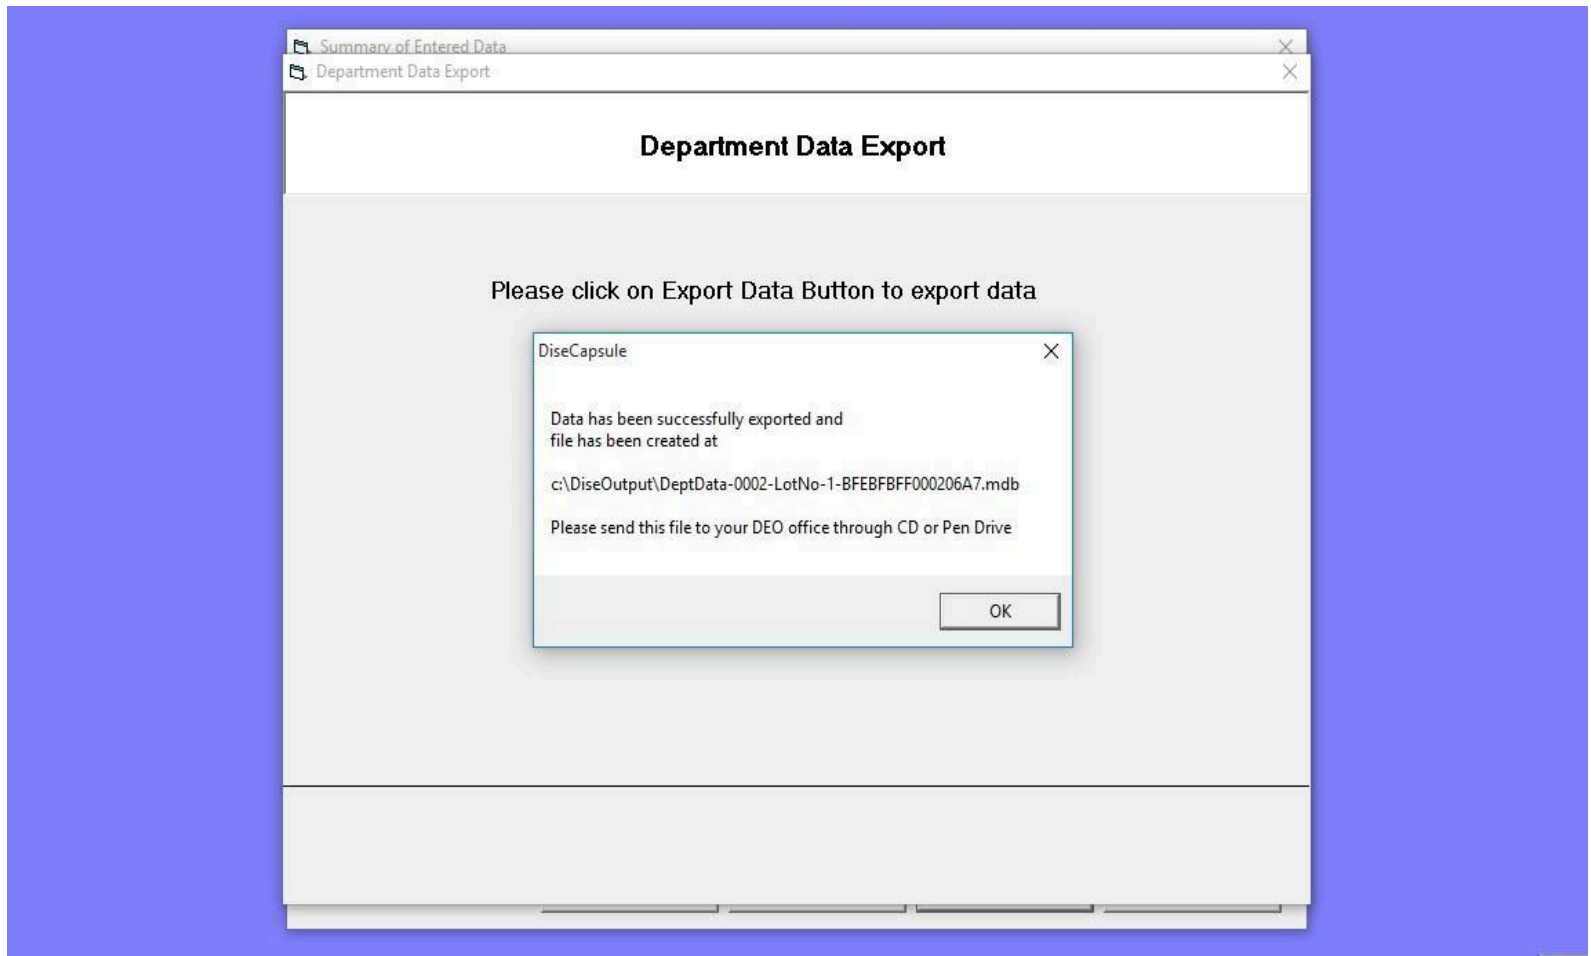 Summary of Entered Data
Department Data Export
Department Data Export
Please click on Export Data Button to export data
DiseCapsule
Data has been successfully exported and
file has been created at
c:\DiseOutput\DeptData-0002-LotNo-1-BFEBFBFF000206A7.mdb
Please send this file to your DEO office through CD or Pen Drive
OK